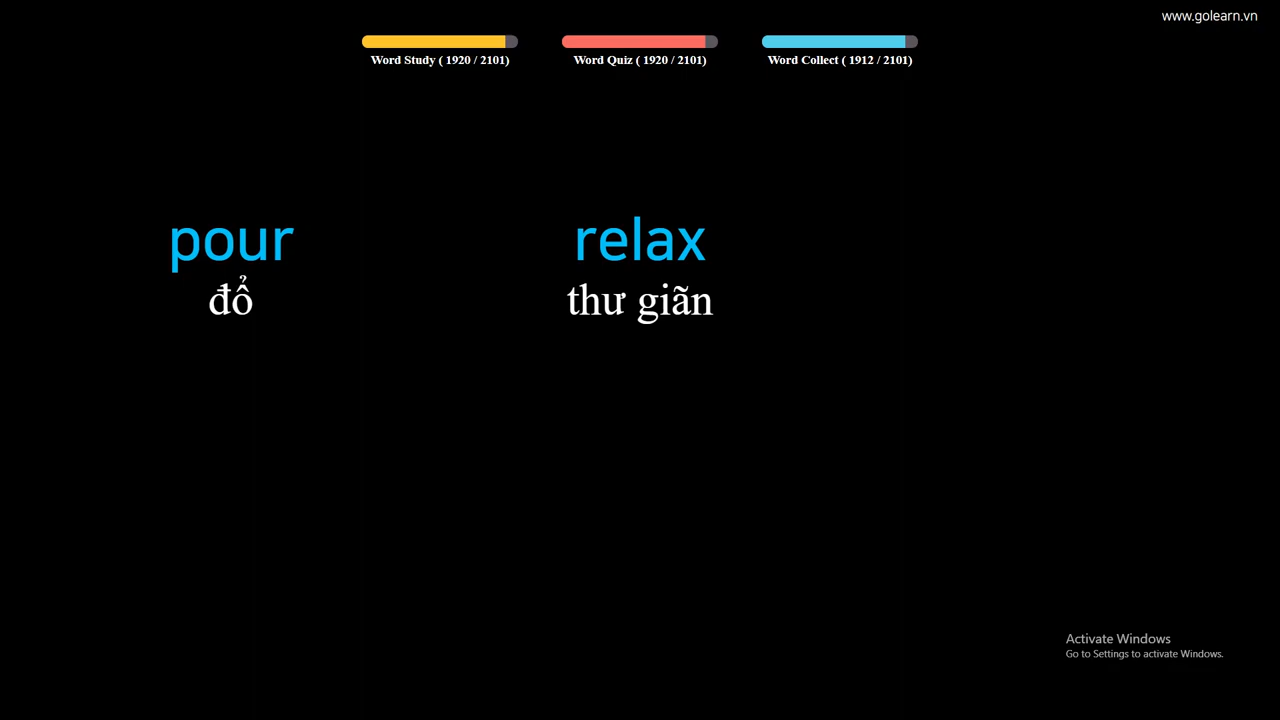 www.golearn.vn
Word Study ( 1920 / 2101)
Word Quiz ( 1920 / 2101)
Word Collect ( 1912 / 2101)
pour
đổ
relax
thư giãn
Activate Windows
Go to Settings to activate Windows.